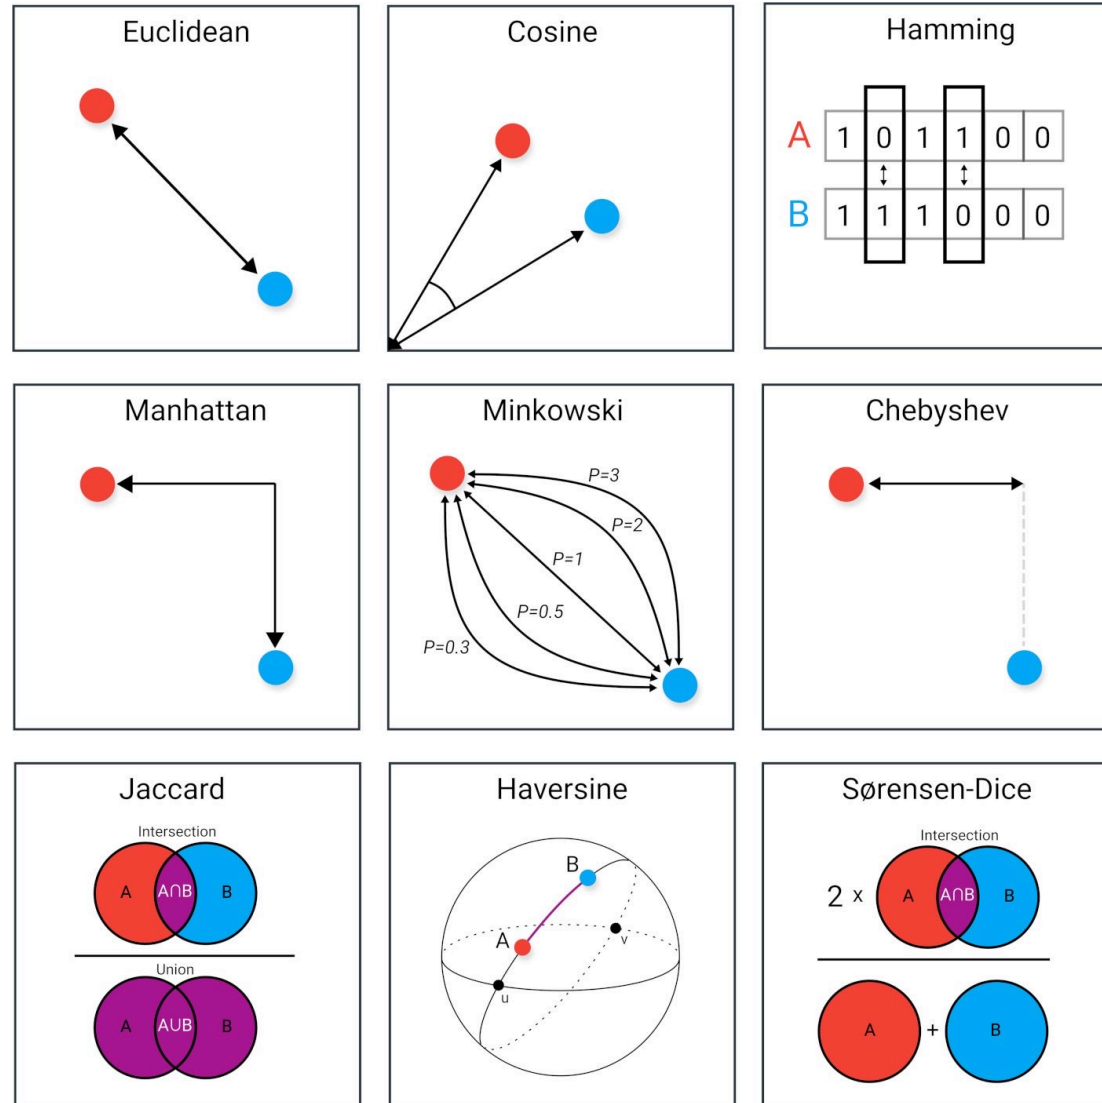 Euclidean
Cosine
Hamming
A 1 0 1 1 0 0
B 1 1 1 0 0 0
Manhattan
Minkowski
P=3
P=2
P=1
P=0.5
P=0.3
Chebyshev
Jaccard
Intersection
A A∩B B
Union
A A∪B B
Haversine
B
A
v
u
Sørensen-Dice
Intersection
2 x A A∩B B
A + B